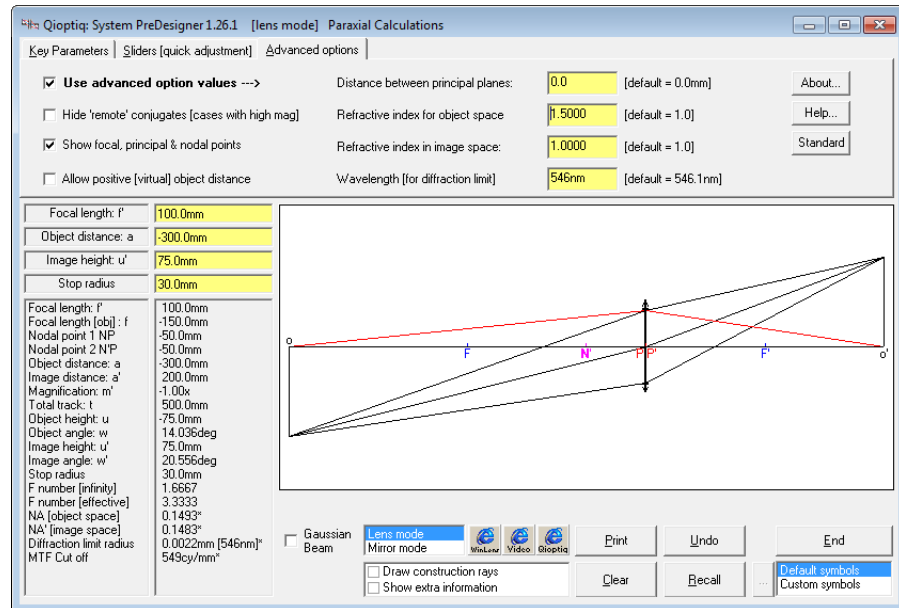 Qioptiq: System PreDesigner 1.26.1 [lens mode] Paraxial Calculations
Key Parameters Sliders [quick adjustment] Advanced options
Use advanced option values ---> Distance between principal planes: 0.0 [default = 0.0mm] About...
Hide 'remote' conjugates [cases with high mag] Refractive index for object space 1.5000 [default = 1.0] Help...
Show focal, principal & nodal points Refractive index in image space: 1.0000 [default = 1.0] Standard
Allow positive [virtual] object distance Wavelength [for diffraction limit] 546nm [default = 546.1nm]
Focal length: f' 100.0mm
Object distance: a -300.0mm
Image height: u' 75.0mm
Stop radius 30.0mm
Focal length: f' 100.0mm
Focal length [obj] : f -150.0mm
Nodal point 1 NP -50.0mm
Nodal point 2 N'P -50.0mm
Object distance: a -300.0mm
Image distance: a' 200.0mm
Magnification: m' -1.00x
Total track: t 500.0mm
Object height: u -75.0mm
Object angle: w 14.036deg
Image height: u' 75.0mm
Image angle: w' 20.556deg
Stop radius 30.0mm
F number [infinity] 1.6667
F number [effective] 3.3333
NA [object space] 0.1493*
NA' [image space] 0.1483*
Diffraction limit radius 0.0022mm [546nm]*
MTF Cut off 549cy/mm*
o F N' P P' F' o'
Gaussian Beam
Lens mode
Mirror mode
WinLens Video Qioptiq
Print Undo End
Draw construction rays
Show extra information
Clear Recall ...
Default symbols
Custom symbols